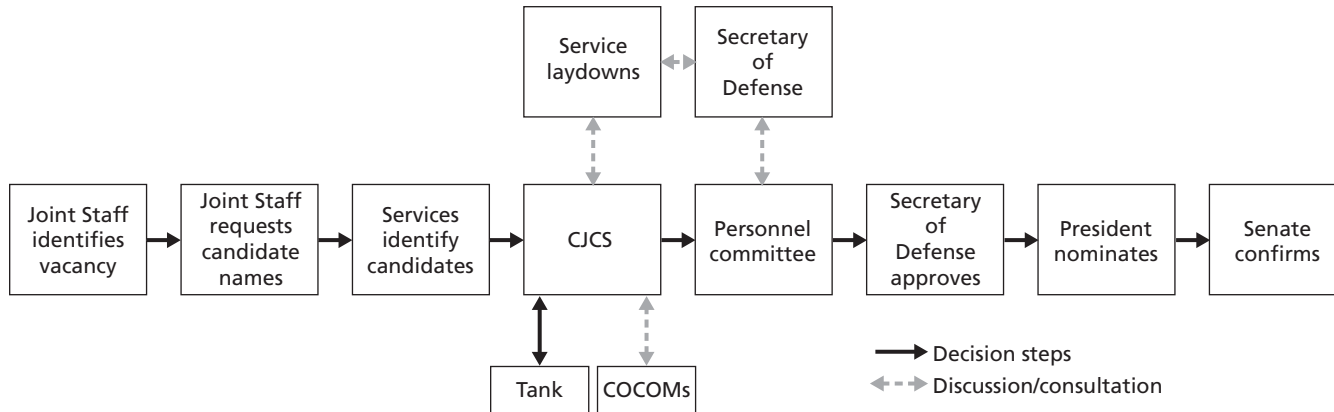 Service
laydowns
Secretary
of
Defense
Joint Staff
identifies
vacancy
Joint Staff
requests
candidate
names
Services
identify
candidates
CJCS
Personnel
committee
Secretary
of
Defense
approves
President
nominates
Senate
confirms
Tank
COCOMs
Decision steps
Discussion/consultation